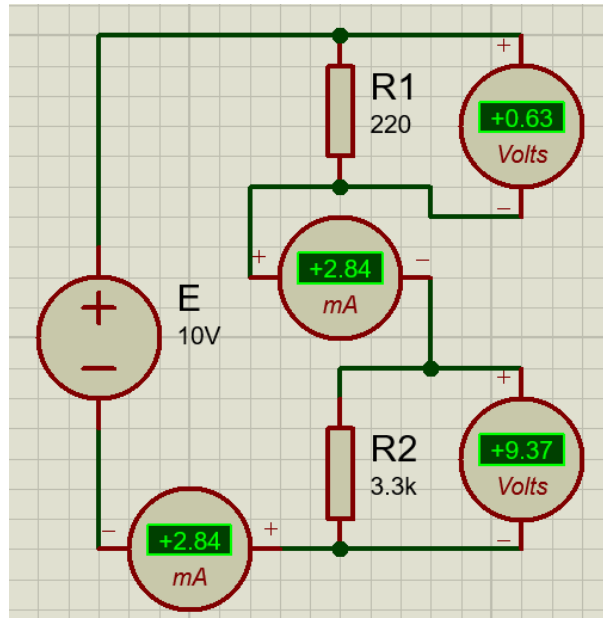 +
R1
220
+0.63
Volts
−
+
+2.84
mA
−
+
−
E
10V
+
+9.37
Volts
−
R2
3.3k
−
+2.84
mA
+